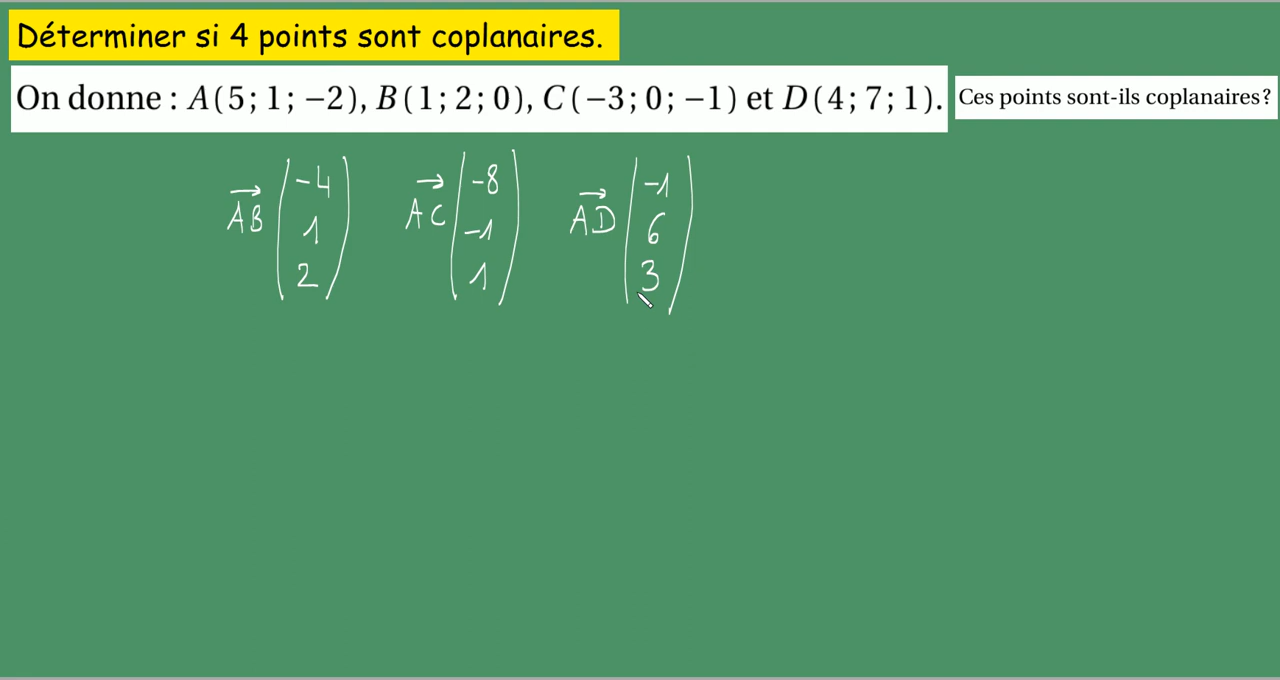 Déterminer si 4 points sont coplanaires.
On donne : A(5; 1; −2), B(1; 2; 0), C(−3; 0; −1) et D(4; 7; 1). Ces points sont-ils coplanaires ?
AB→ (-4 AC→ (-8 AD→ (-1
1 -1 6
2) 1) 3)